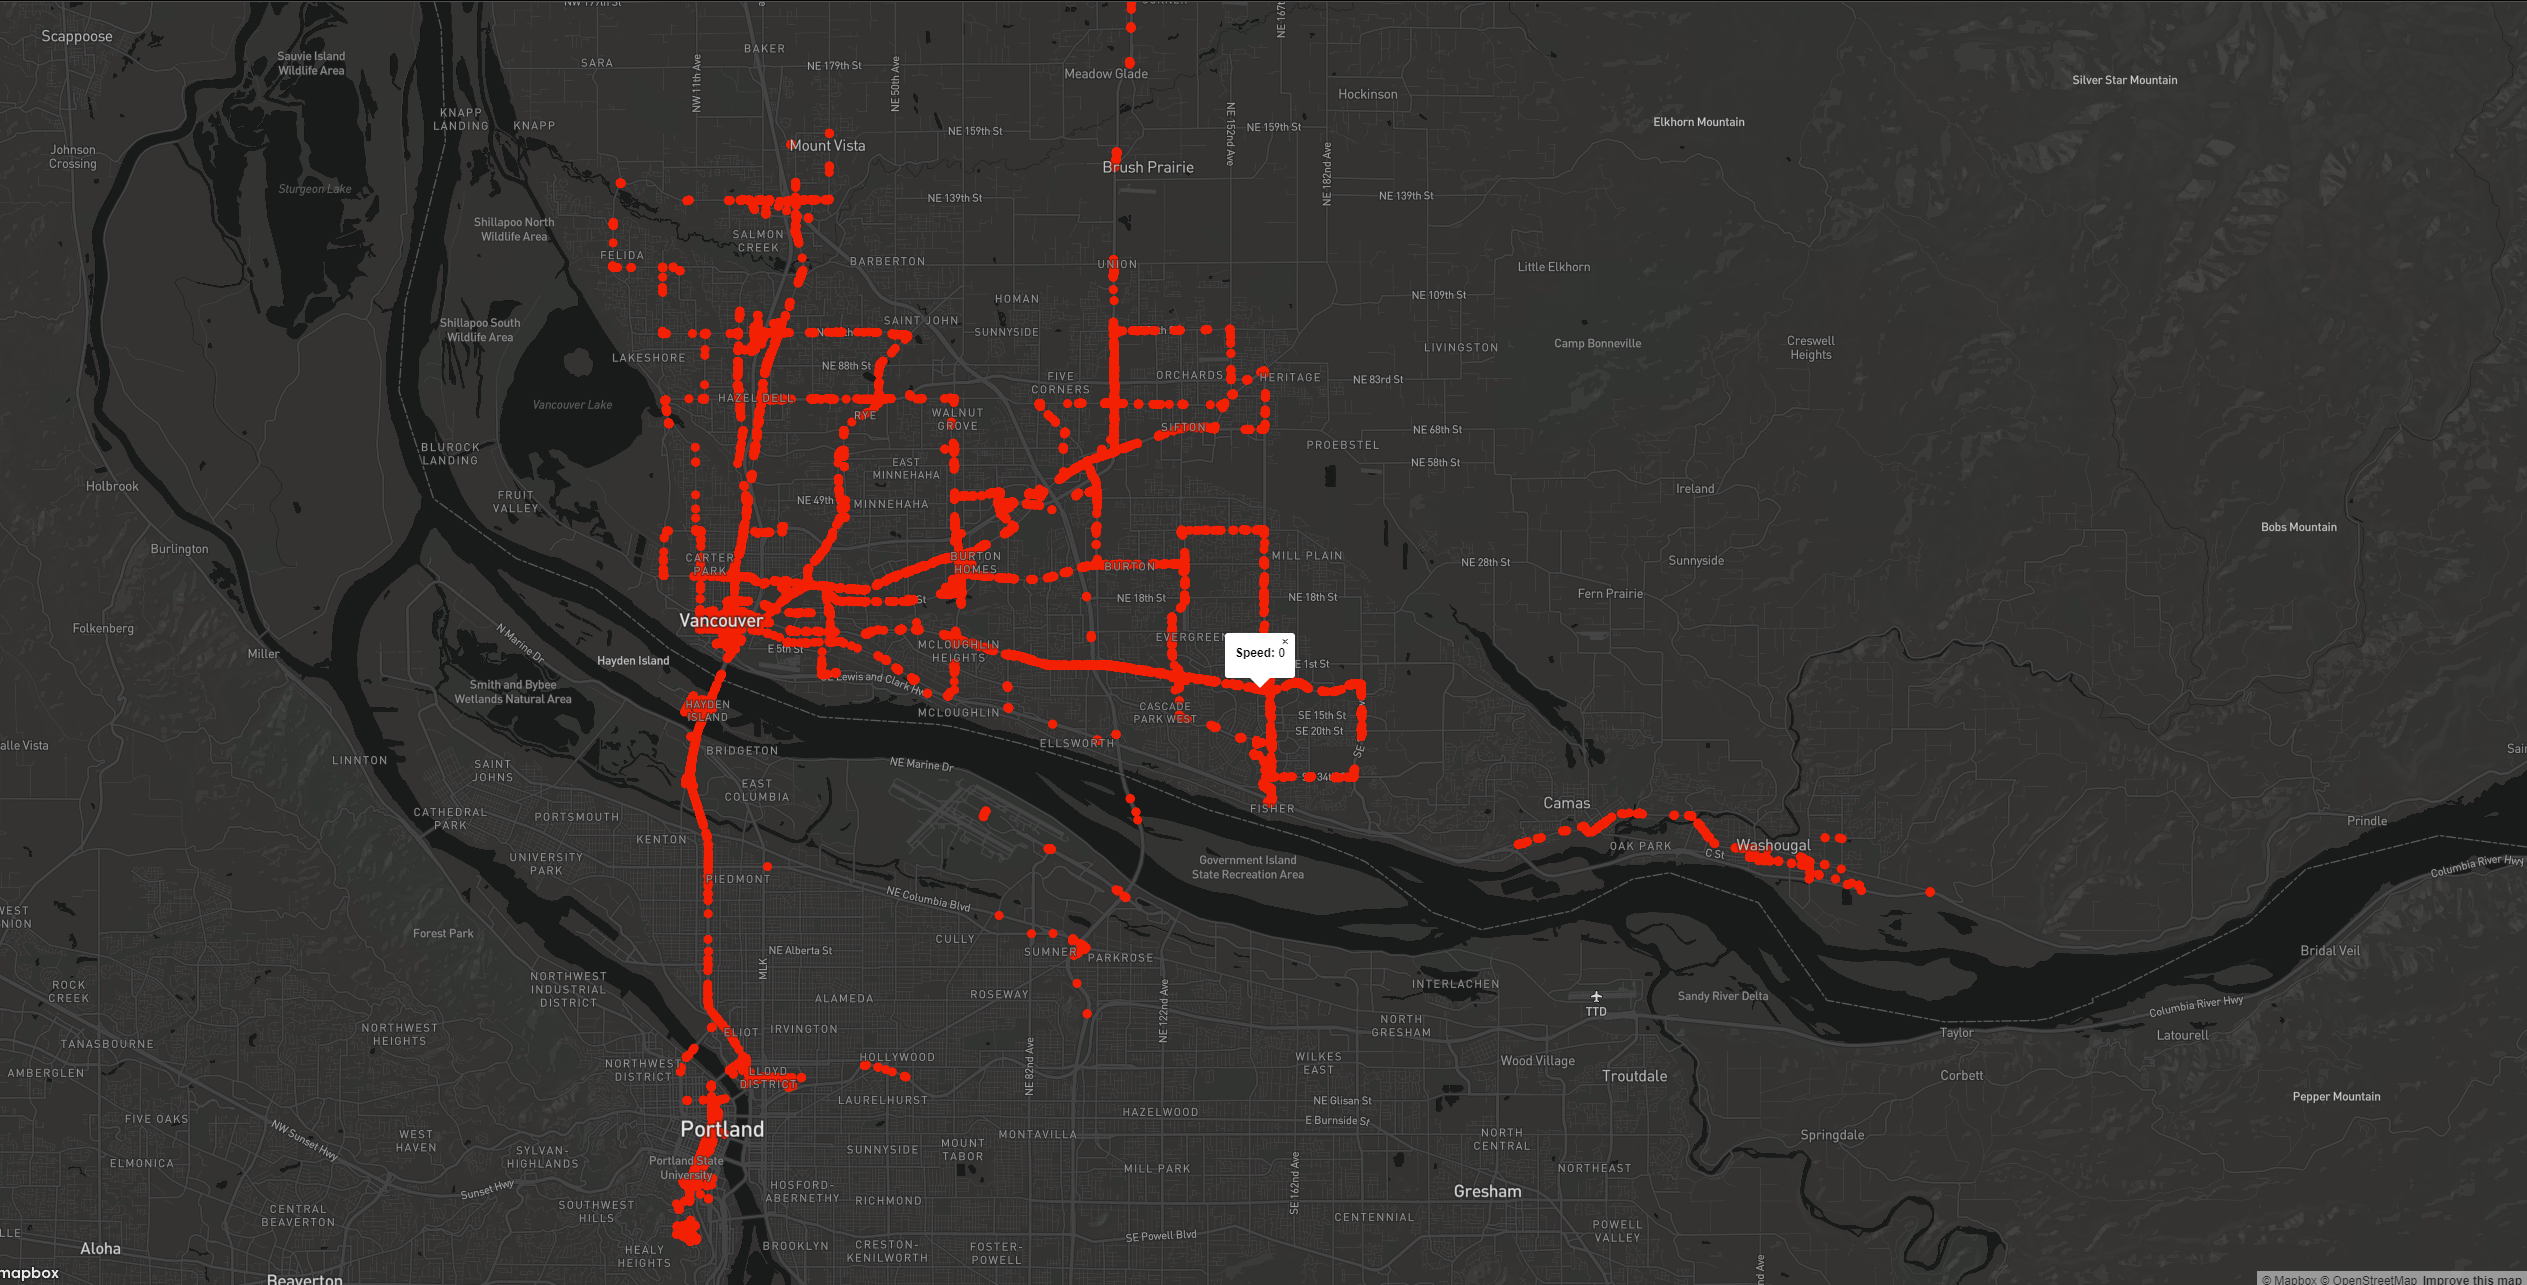 Scappoose
Sauvie Island
Wildlife Area
SARA
NW 11th Ave
BAKER
NE 179th St
NE 50th Ave
Meadow Glade
Hockinson
Silver Star Mountain
Elkhorn Mountain
KNAPP
LANDING
KNAPP
Johnson
Crossing
Mount Vista
NE 159th St
NE 152nd Ave
NE 159th St
Brush Prairie
NE 182nd Ave
Sturgeon Lake
NE 139th St
NE 139th St
Shillapoo North
Wildlife Area
SALMON
CREEK
FELIDA
BARBERTON
UNION
Little Elkhorn
HOMAN
NE 109th St
Shillapoo South
Wildlife Area
SAINT JOHN
SUNNYSIDE
LAKESHORE
NE 88th St
LIVINGSTON
Camp Bonneville
Creswell
Heights
FIVE
CORNERS
ORCHARDS
HERITAGE
NE 83rd St
Vancouver Lake
HAZEL DELL
RYE
WALNUT
GROVE
SIFTON
NE 68th St
PROEBSTEL
BLUROCK
LANDING
EAST
MINNEHAHA
NE 58th St
Holbrook
FRUIT
VALLEY
NE 49th
MINNEHAHA
Ireland
Bobs Mountain
Burlington
CARTER
PARK
BURTON
HOMES
BURTON
MILL PLAIN
NE 28th St
Sunnyside
NE 18th St
NE 18th St
Fern Prairie
Folkenberg
Vancouver
St
EVERGREEN
×
Speed: 0
N Marine Dr
Miller
Hayden Island
E 5th St
MCLOUGHLIN
HEIGHTS
E 1st St
SE Lewis and Clark Hwy
Smith and Bybee
Wetlands Natural Area
HAYDEN
ISLAND
MCLOUGHLIN
CASCADE
PARK WEST
SE 15th St
SE 20th St
SE
alle Vista
LINNTON
BRIDGETON
ELLSWORTH
SAINT
JOHNS
NE Marine Dr
SE 34th
EAST
COLUMBIA
FISHER
Camas
CATHEDRAL
PARK
PORTSMOUTH
KENTON
Prindle
OAK PARK
C St
Washougal
UNIVERSITY
PARK
PIEDMONT
Government Island
State Recreation Area
Columbia River Hwy
NE Columbia Blvd
Forest Park
CULLY
NE Alberta St
SUMNER
PARKROSE
Bridal Veil
MLK
ROCK
CREEK
NORTHWEST
INDUSTRIAL
DISTRICT
ALAMEDA
ROSEWAY
NE 122nd Ave
INTERLACHEN
TTD
Sandy River Delta
Columbia River Hwy
TANASBOURNE
NORTHWEST
HEIGHTS
ELIOT
IRVINGTON
NORTH
GRESHAM
Taylor
Latourell
AMBERGLEN
NORTHWEST
DISTRICT
LLOYD
DISTRICT
HOLLYWOOD
NE 82nd Ave
WILKES
EAST
Wood Village
Troutdale
Corbett
FIVE OAKS
LAURELHURST
HAZELWOOD
NE Glisan St
E Burnside St
Pepper Mountain
NW Sunset Hwy
WEST
HAVEN
Portland
SUNNYSIDE
MOUNT
TABOR
MONTAVILLA
NORTH
CENTRAL
Springdale
ELMONICA
SYLVAN-
HIGHLANDS
Portland State
University
MILL PARK
SE 162nd Ave
NORTHEAST
Sunset Hwy
HOSFORD-
ABERNETHY
RICHMOND
Gresham
CENTRAL
BEAVERTON
SOUTHWEST
HILLS
CENTENNIAL
POWELL
VALLEY
Aloha
HEALY
HEIGHTS
BROOKLYN
CRESTON-
KENILWORTH
FOSTER-
POWELL
SE Powell Blvd
mapbox
Beaverton
© Mapbox © OpenStreetMap Improve this map